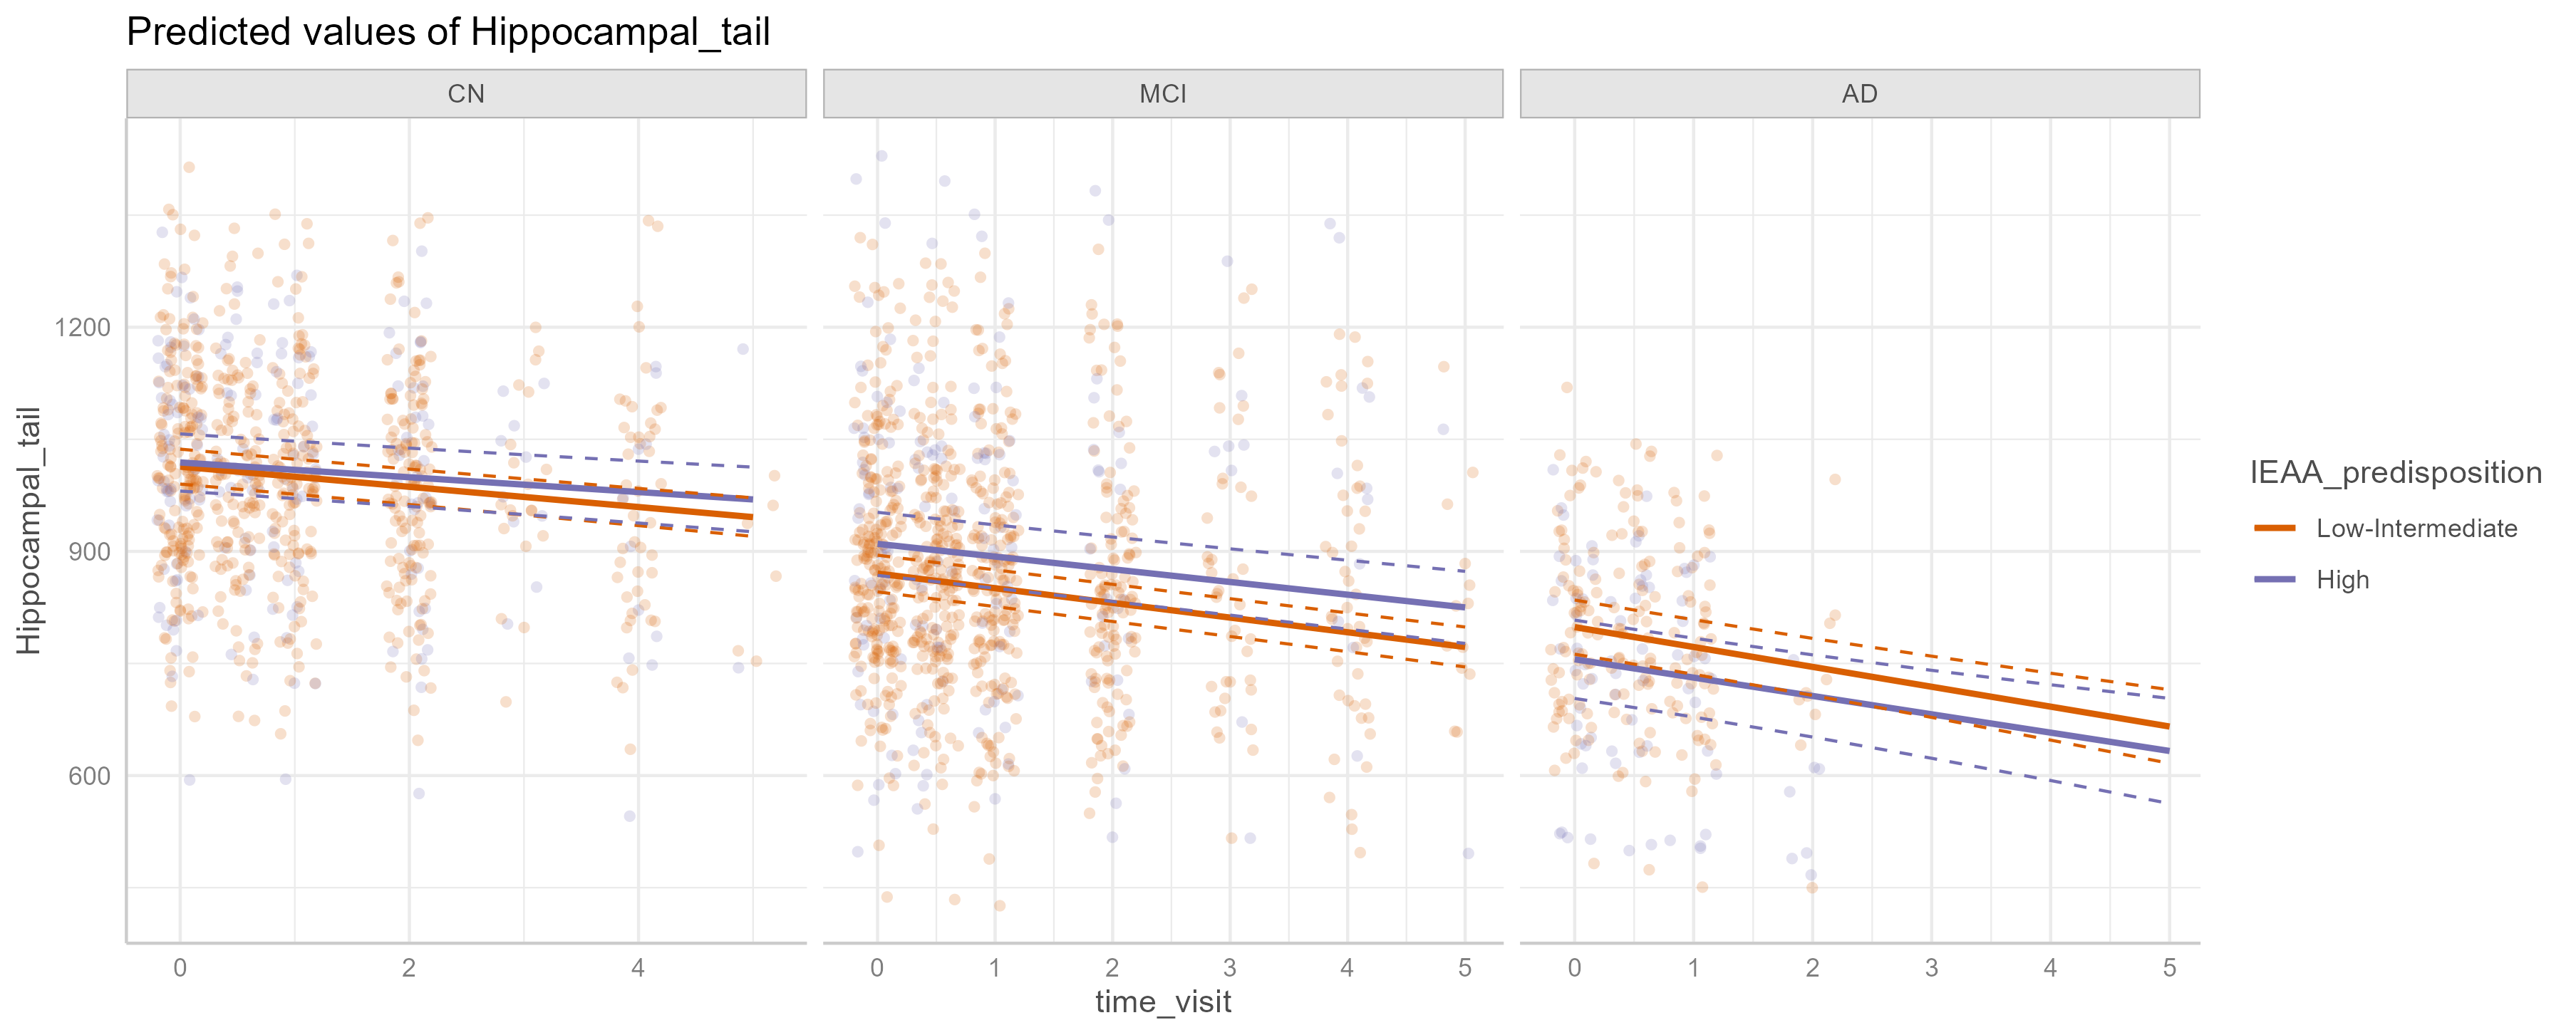 Predicted values of Hippocampal_tail
CN
MCI
AD
Hippocampal_tail
1200
900
600
0
2
4
0
1
2
3
4
5
0
1
2
3
4
5
time_visit
IEAA_predisposition
Low-Intermediate
High